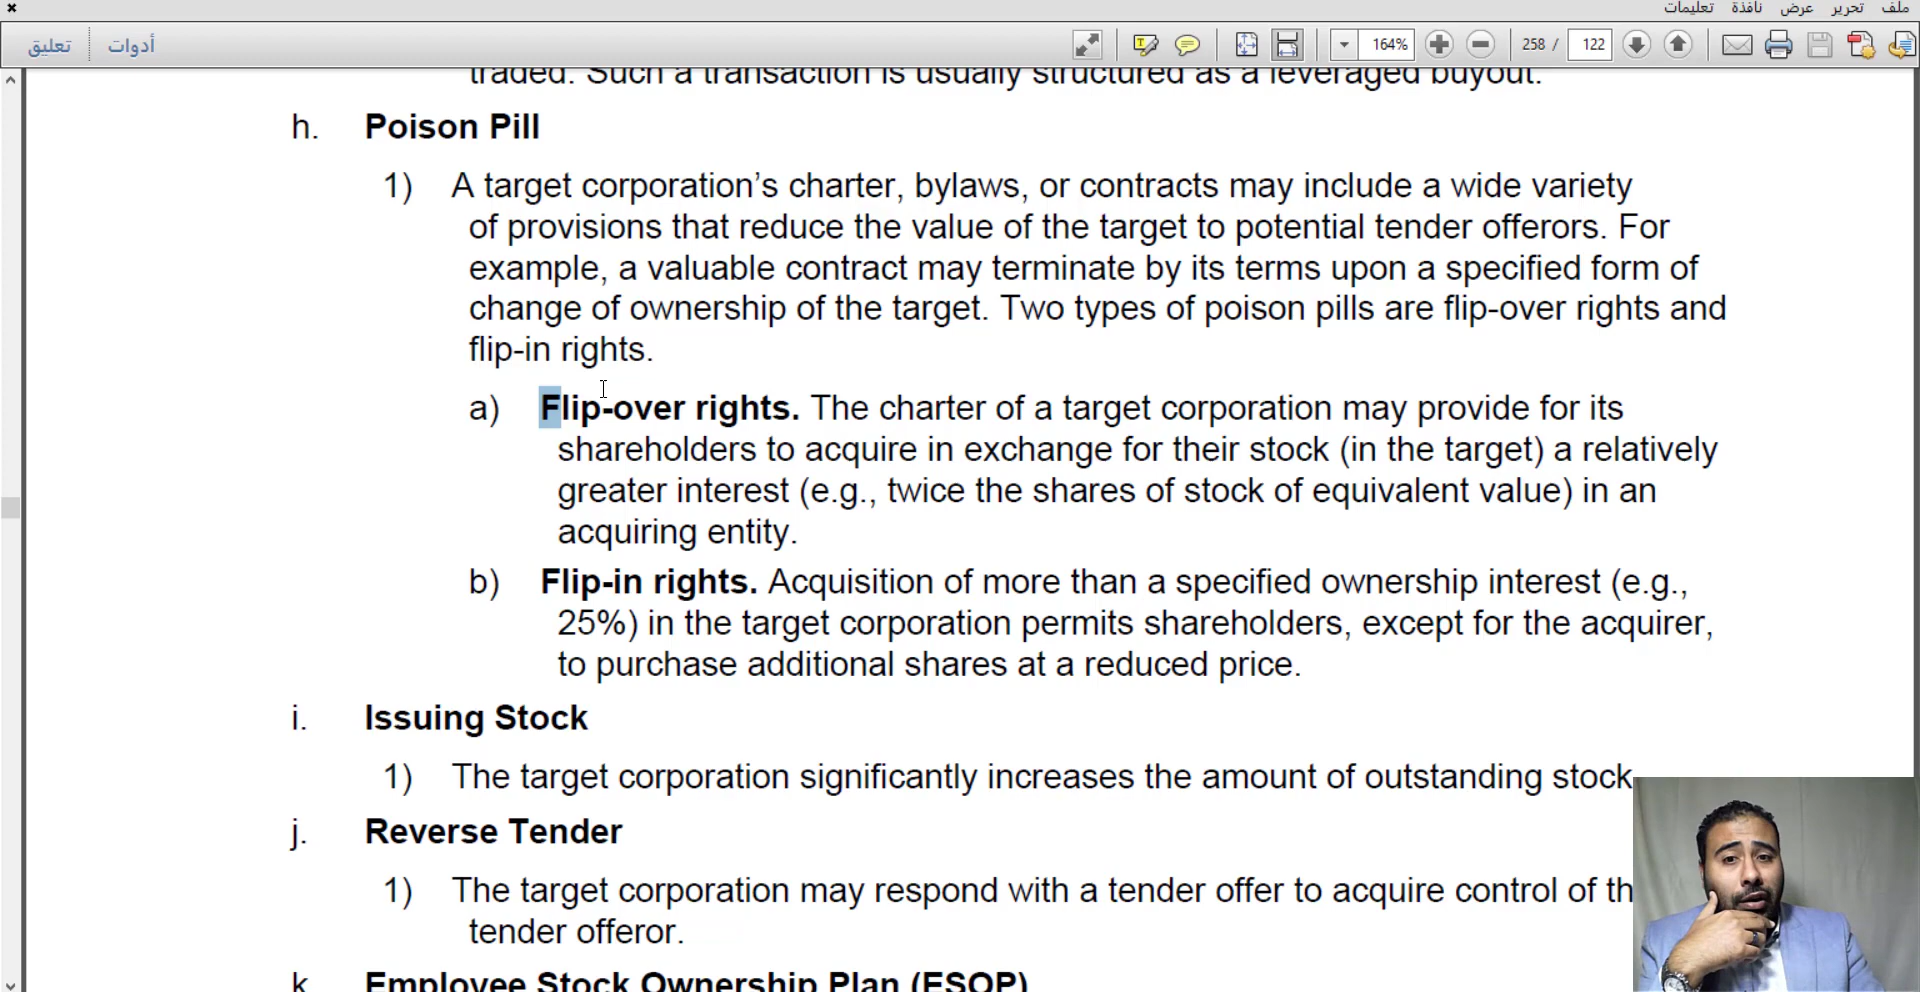 ملف تحرير عرض نافذة تعليمات
تعليق أدوات 164% 258 / 122
traded. Such a transaction is usually structured as a leveraged buyout.
h. Poison Pill
1) A target corporation’s charter, bylaws, or contracts may include a wide variety
of provisions that reduce the value of the target to potential tender offerors. For
example, a valuable contract may terminate by its terms upon a specified form of
change of ownership of the target. Two types of poison pills are flip-over rights and
flip-in rights.
a) Flip-over rights. The charter of a target corporation may provide for its
shareholders to acquire in exchange for their stock (in the target) a relatively
greater interest (e.g., twice the shares of stock of equivalent value) in an
acquiring entity.
b) Flip-in rights. Acquisition of more than a specified ownership interest (e.g.,
25%) in the target corporation permits shareholders, except for the acquirer,
to purchase additional shares at a reduced price.
i. Issuing Stock
1) The target corporation significantly increases the amount of outstanding stock
j. Reverse Tender
1) The target corporation may respond with a tender offer to acquire control of th
tender offeror.
k Employee Stock Ownership Plan (ESOP)